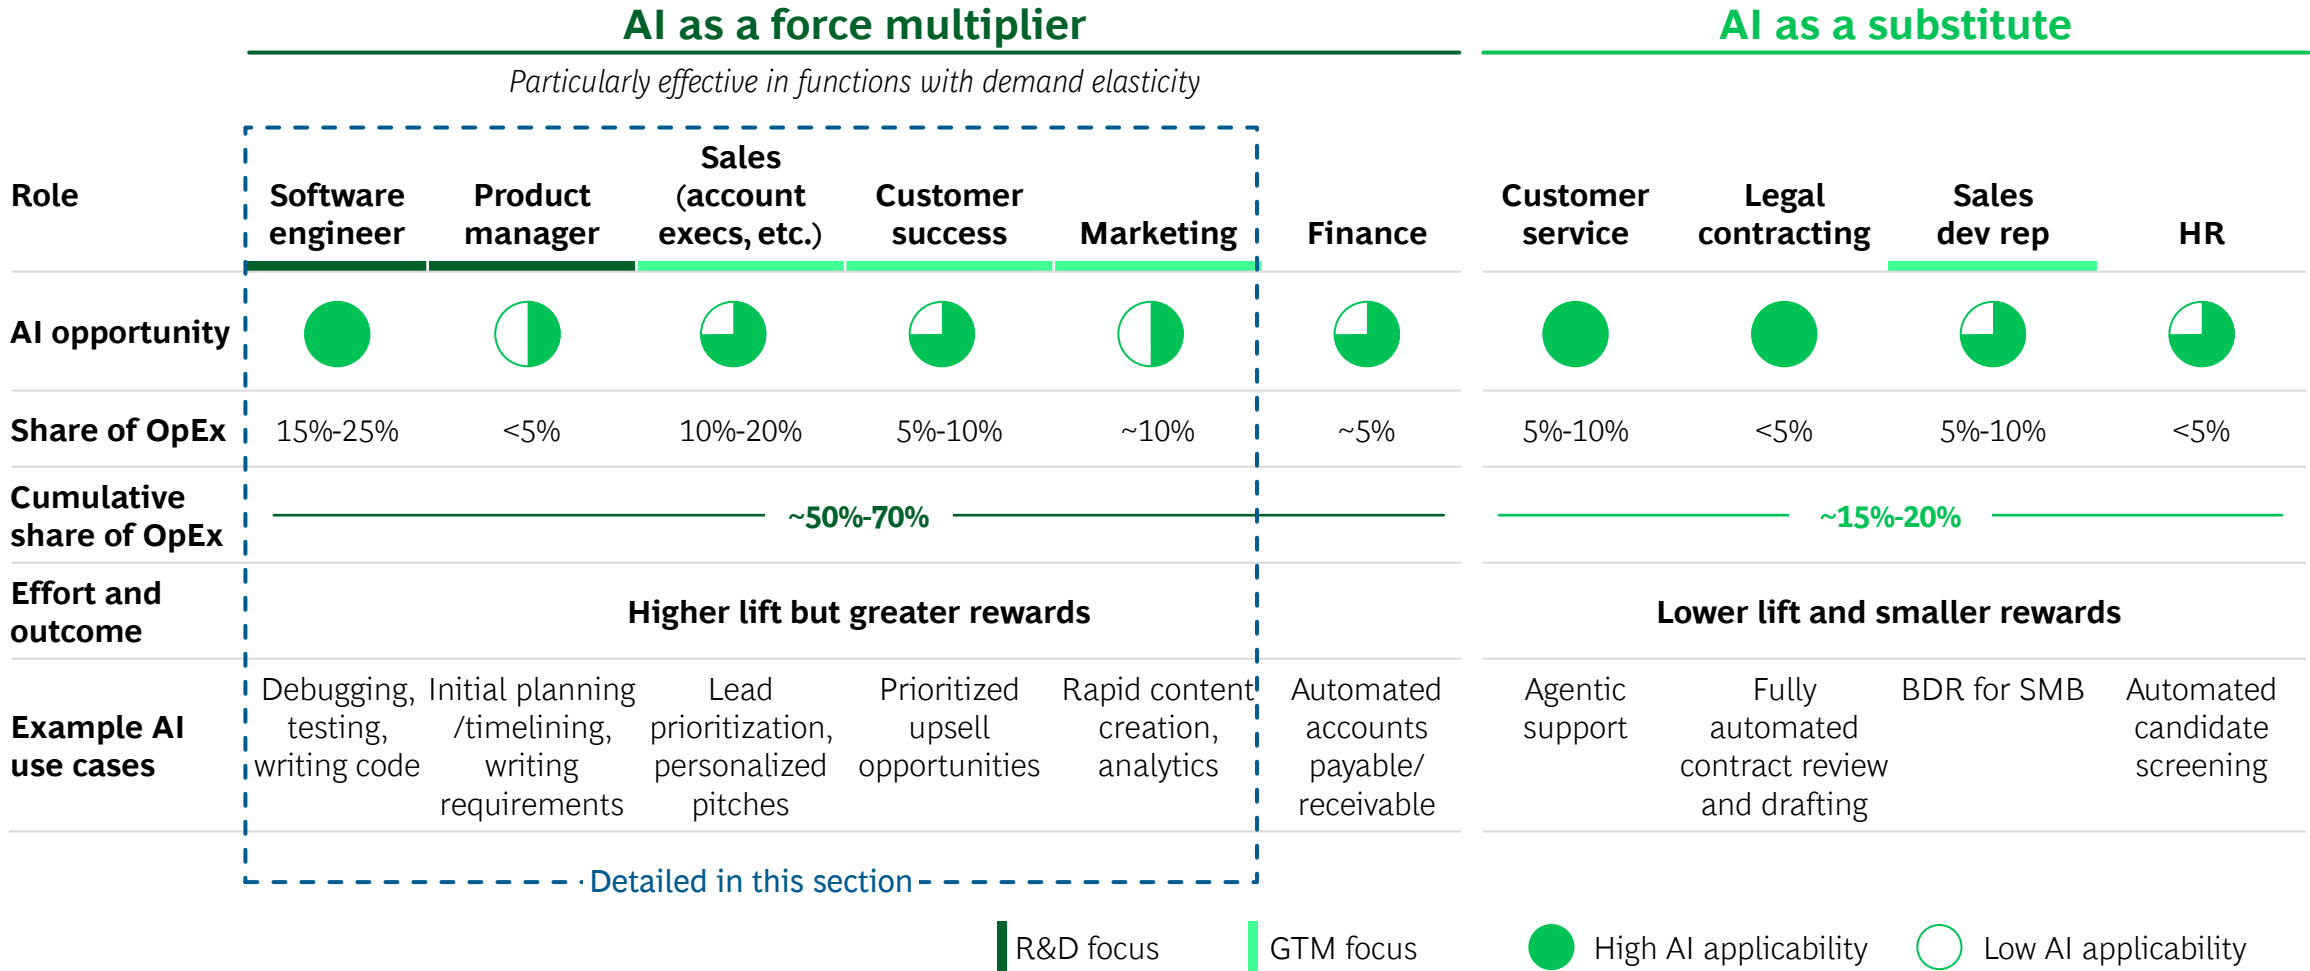 AI as a force multiplier
AI as a substitute
Particularly effective in functions with demand elasticity
Role
Software
engineer
Product
manager
Sales
(account
execs, etc.)
Customer
success
Marketing
Finance
Customer
service
Legal
contracting
Sales
dev rep
HR
AI opportunity
Share of OpEx
15%-25%
<5%
10%-20%
5%-10%
~10%
~5%
5%-10%
<5%
5%-10%
<5%
Cumulative
share of OpEx
~50%-70%
~15%-20%
Effort and
outcome
Higher lift but greater rewards
Lower lift and smaller rewards
Example AI
use cases
Debugging,
testing,
writing code
Initial planning
/timelining,
writing
requirements
Lead
prioritization,
personalized
pitches
Prioritized
upsell
opportunities
Rapid content
creation,
analytics
Automated
accounts
payable/
receivable
Agentic
support
Fully
automated
contract review
and drafting
BDR for SMB
Automated
candidate
screening
Detailed in this section
R&D focus
GTM focus
High AI applicability
Low AI applicability